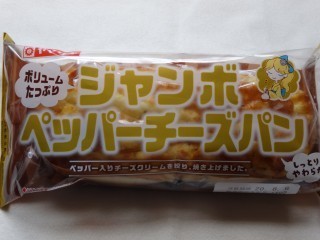 ボリューム
たっぷり
ジャンボ
ペッパーチーズパン
ペッパー入りチーズクリームを絞り、焼き上げました。
しっとり
やわらか